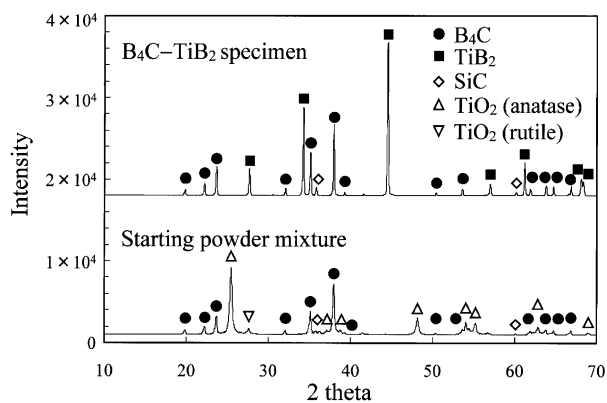 4 × 10⁴
B₄C–TiB₂ specimen
B₄C
TiB₂
SiC
TiO₂ (anatase)
TiO₂ (rutile)
3 × 10⁴
2 × 10⁴
Intensity
Starting powder mixture
1 × 10⁴
0
10 20 30 40 50 60 70
2 theta